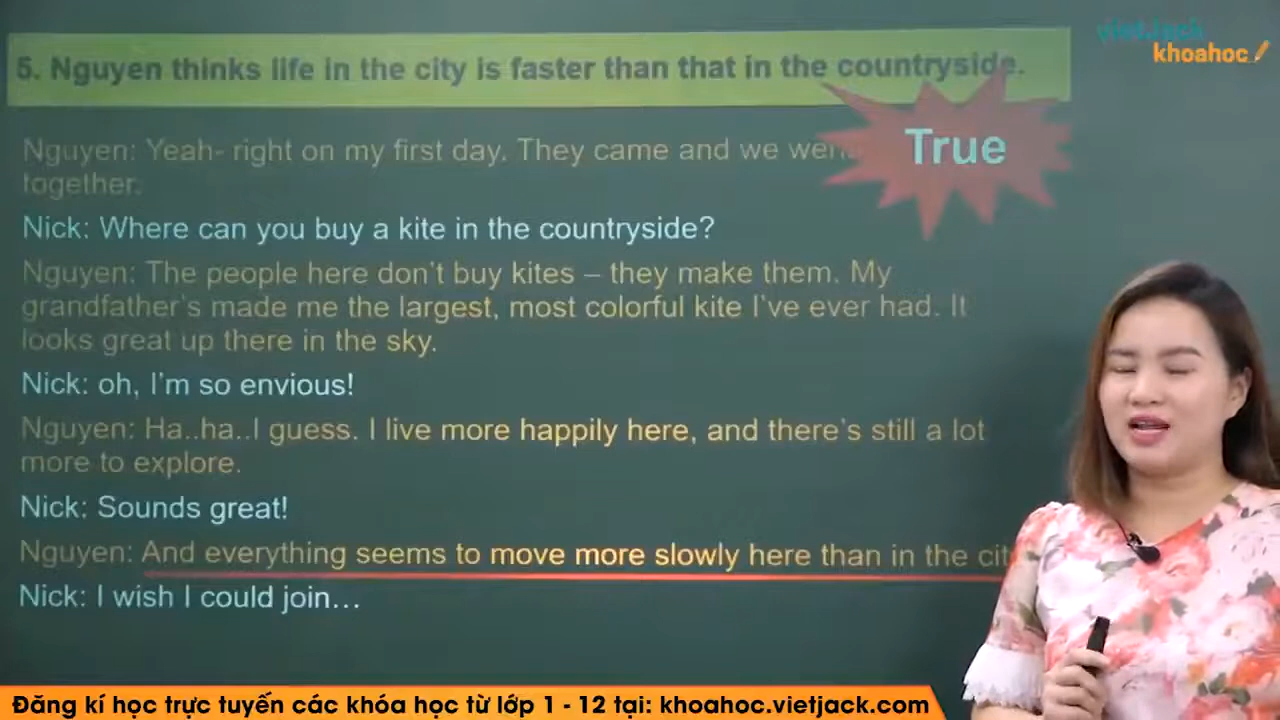 vietjack
khoahoc
5. Nguyen thinks life in the city is faster than that in the countryside.
True
Nguyen: Yeah- right on my first day. They came and we
together.
Nick: Where can you buy a kite in the countryside?
Nguyen: The people here don't buy kites – they make them. My
grandfather's made me the largest, most colorful kite I've ever had. It
looks great up there in the sky.
Nick: oh, I'm so envious!
Nguyen: Ha..ha..I guess. I live more happily here, and there's still a lot
more to explore.
Nick: Sounds great!
Nguyen: And everything seems to move more slowly here than in the
Nick: I wish I could join…
Đăng kí học trực tuyến các khóa học từ lớp 1 - 12 tại: khoahoc.vietjack.com